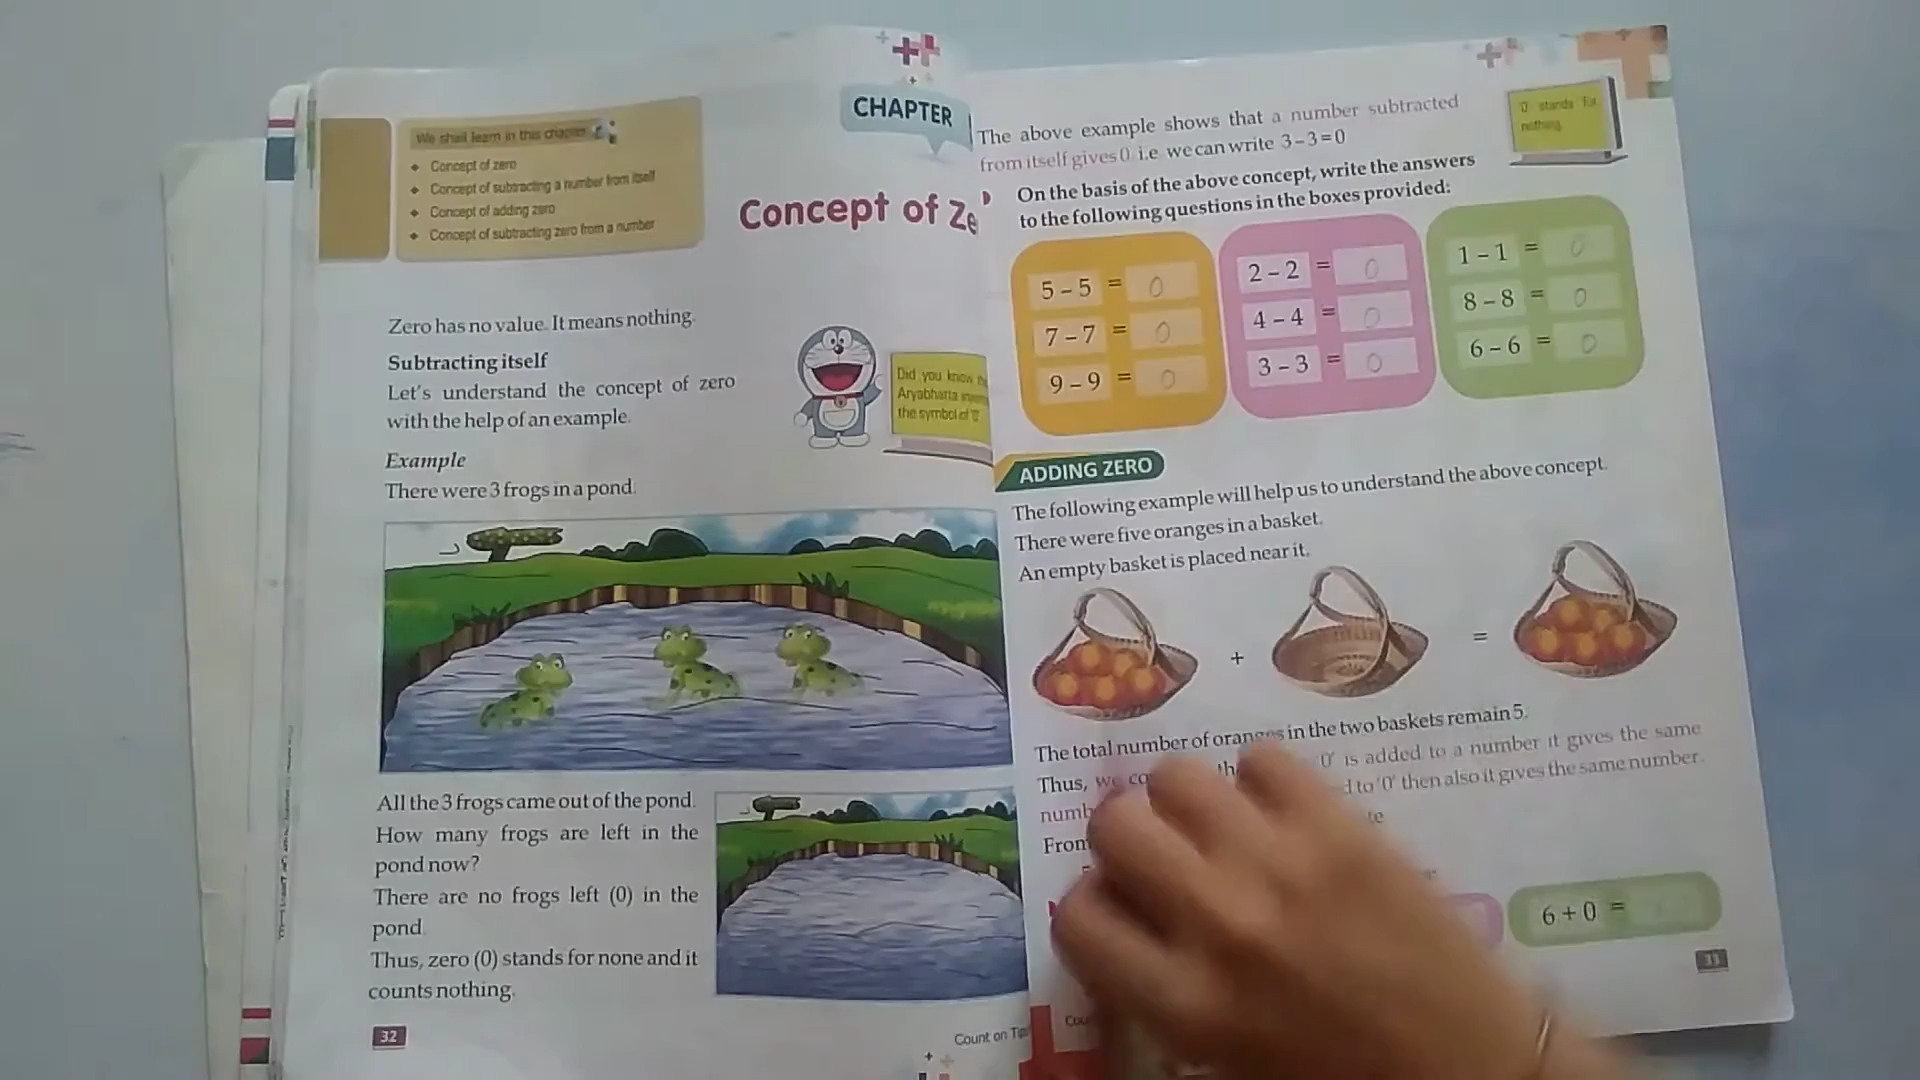 We shall learn in this chapter
Concept of zero
Concept of subtracting a number from itself
Concept of adding zero
Concept of subtracting zero from a number
CHAPTER
Concept of Ze
Zero has no value. It means nothing.
Subtracting itself
Let's understand the concept of zero
with the help of an example.
Did you know
Aryabhatta
the symbol of '0'
Example
There were 3 frogs in a pond.
All the 3 frogs came out of the pond.
How many frogs are left in the
pond now?
There are no frogs left (0) in the
pond.
Thus, zero (0) stands for none and it
counts nothing.
32
Count on
The above example shows that a number subtracted
from itself gives 0 i.e we can write 3 – 3 = 0
'0' stands for
nothing.
On the basis of the above concept, write the answers
to the following questions in the boxes provided:
5 – 5 = 0
7 – 7 = 0
9 – 9 = 0
2 – 2 = 0
4 – 4 = 0
3 – 3 = 0
1 – 1 = 0
8 – 8 = 0
6 – 6 = 0
ADDING ZERO
The following example will help us to understand the above concept.
There were five oranges in a basket.
An empty basket is placed near it.
+ =
The total number of oranges in the two baskets remain 5.
Thus, we '0' is added to a number it gives the same
to '0' then also it gives the same number.
From
6 + 0 =
33